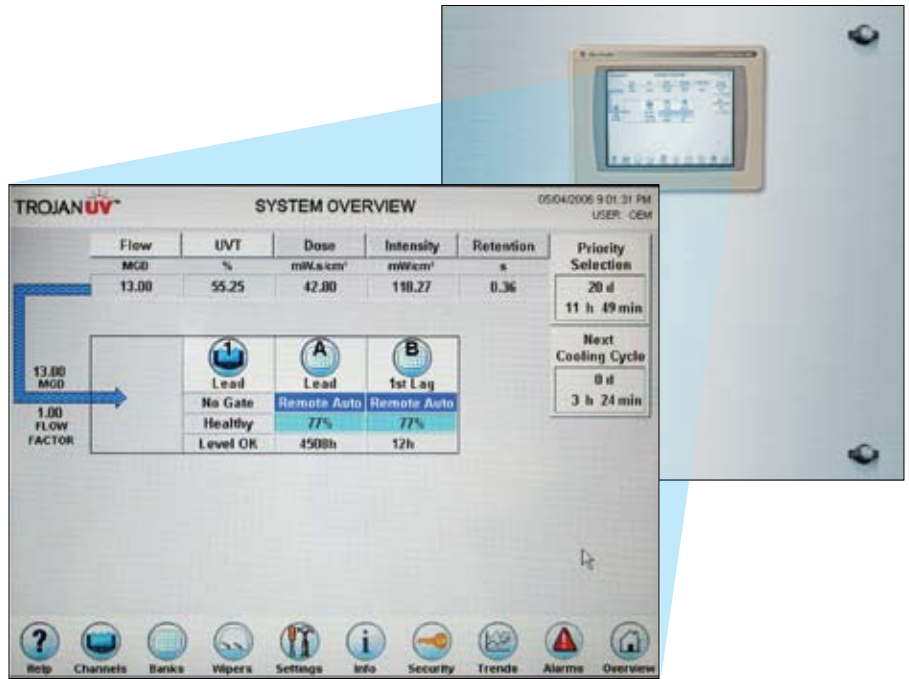 TROJANUV™
SYSTEM OVERVIEW
05/04/2006 9:01:31 PM
USER: OEM
Flow UVT Dose Intensity Retention
MGD % mW.s/cm² mW/cm² s
13.00 55.25 42.80 118.27 0.36
Priority
Selection
20 d
11 h 49 min
Next
Cooling Cycle
0 d
3 h 24 min
13.00
MGD
1.00
FLOW
FACTOR
1 A B
Lead Lead 1st Lag
No Gate Remote Auto Remote Auto
Healthy 77% 77%
Level OK 4508h 12h
? i
Help Channels Banks Wipers Settings Info Security Trends Alarms Overview